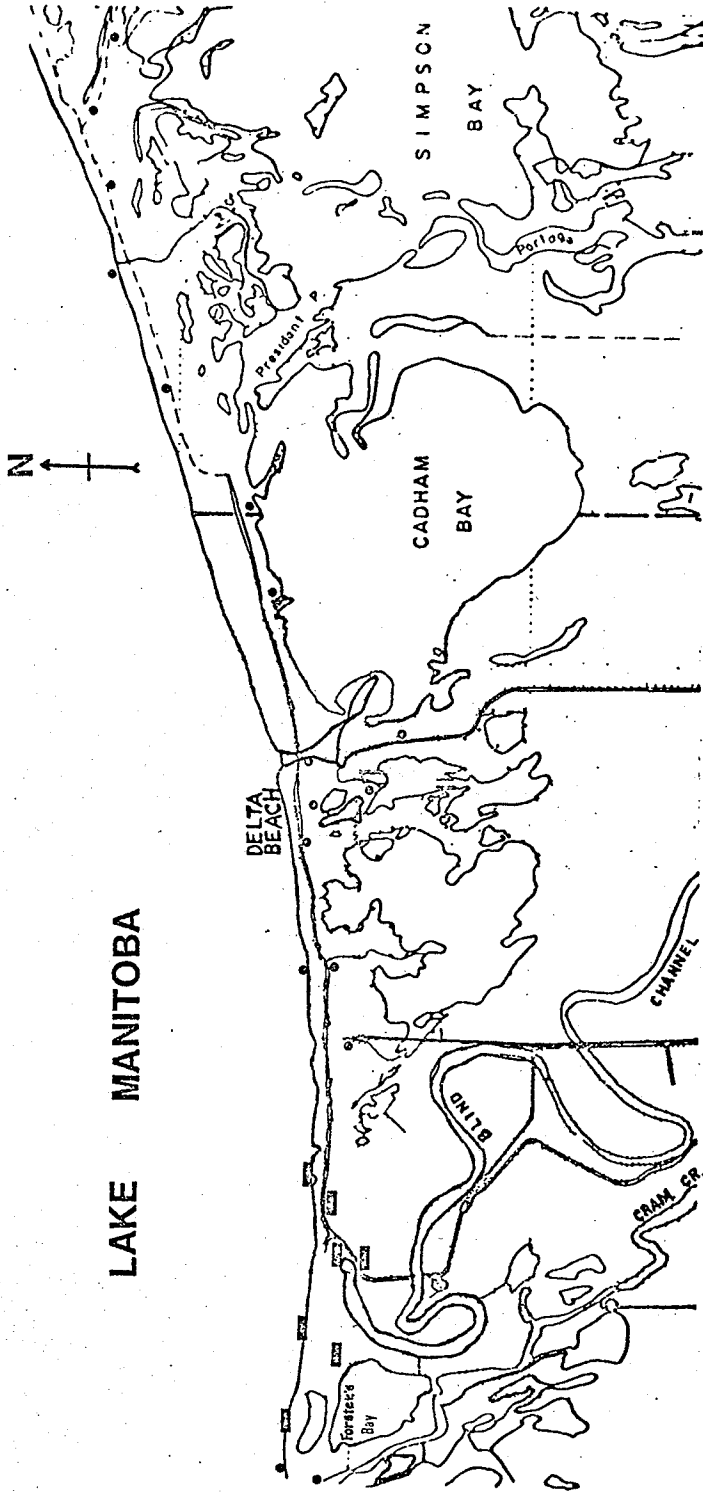 LAKE MANITOBA
N
DELTA
BEACH
SIMPSON
BAY
CADHAM
BAY
President P.
Portage
BLIND
CHANNEL
CRAM CR.
Forster's
Bay